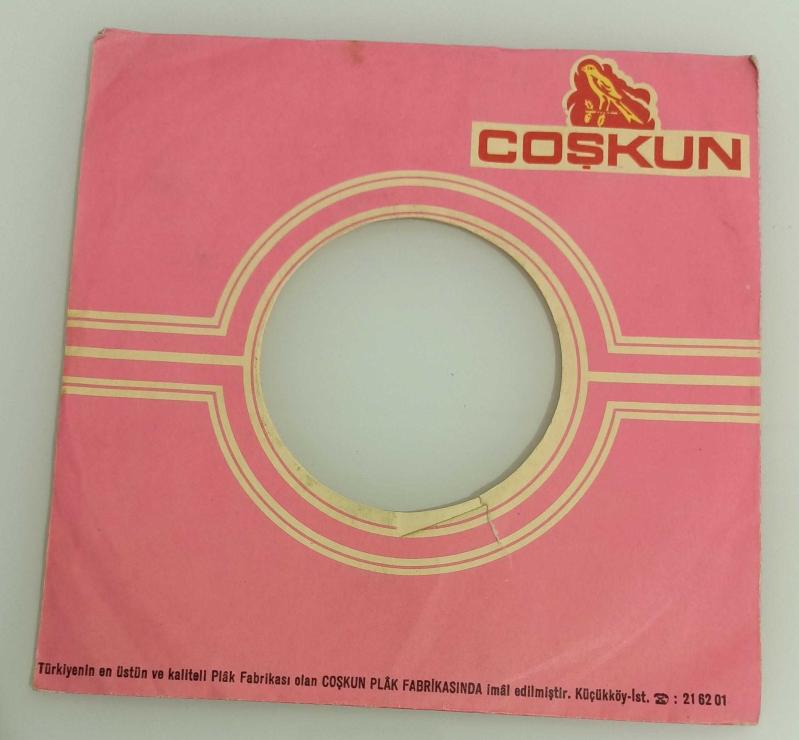 COŞKUN
Türkiyenin en üstün ve kaliteli Plâk Fabrikası olan COŞKUN PLÂK FABRİKASINDA imâl edilmiştir. Küçükköy-İst. ☎ : 21 62 01